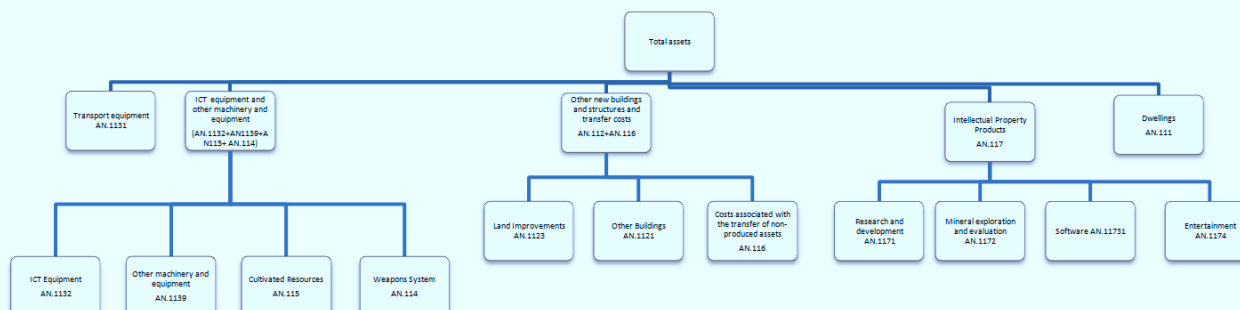 Total assets
Transport equipment
AN.1131
ICT equipment and
other machinery and
equipment
(AN.1132+AN1139+A
N115+ AN.114)
Other new buildings
and structures and
transfer costs
AN.112+AN.116
Intellectual Property
Products
AN.117
Dwellings
AN.111
Land Improvements
AN.1123
Other Buildings
AN.1121
Costs associated with
the transfer of non-
produced assets
AN.116
Research and
development
AN.1171
Mineral exploration
and evaluation
AN.1172
Software AN.11731
Entertainment
AN.1174
ICT Equipment
AN.1132
Other machinery and
equipment
AN.1139
Cultivated Resources
AN.115
Weapons System
AN.114